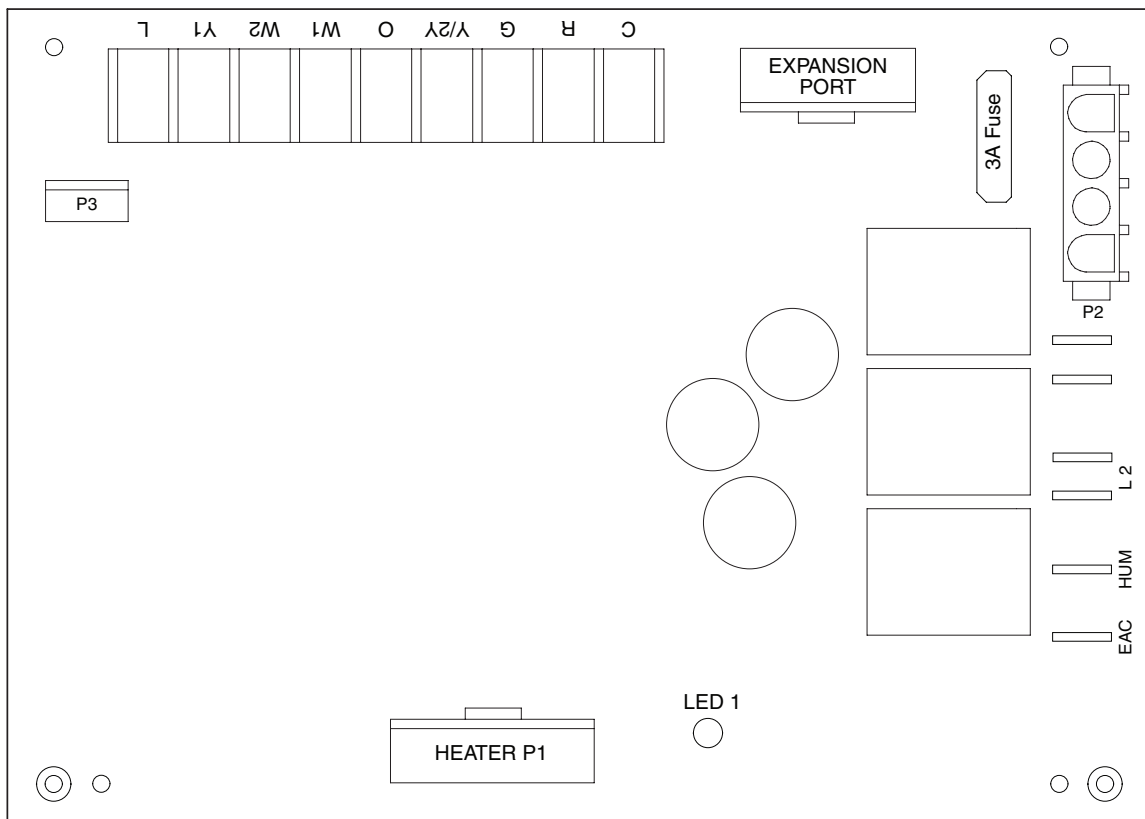 L Y1 W2 W1 O Y/2Y G R C
EXPANSION
PORT
3A Fuse
P3
P2
L 2
HUM
EAC
LED 1
HEATER P1